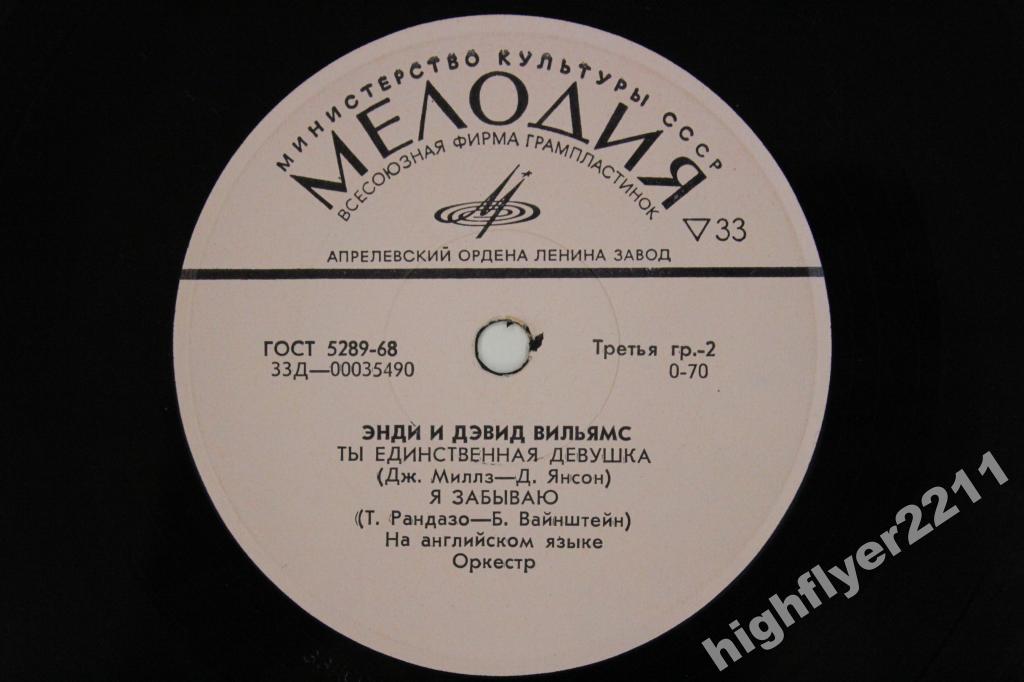 МИНИСТЕРСТВО КУЛЬТУРЫ СССР
МЕЛОДИЯ
ВСЕСОЮЗНАЯ ФИРМА ГРАМПЛАСТИНОК
▽33
АПРЕЛЕВСКИЙ ОРДЕНА ЛЕНИНА ЗАВОД
ГОСТ 5289-68 Третья гр.-2
33Д—00035490 0-70
ЭНДИ И ДЭВИД ВИЛЬЯМС
ТЫ ЕДИНСТВЕННАЯ ДЕВУШКА
(Дж. Миллз—Д. Янсон)
Я ЗАБЫВАЮ
(Т. Рандазо—Б. Вайнштейн)
На английском языке
Оркестр
highflyer2211